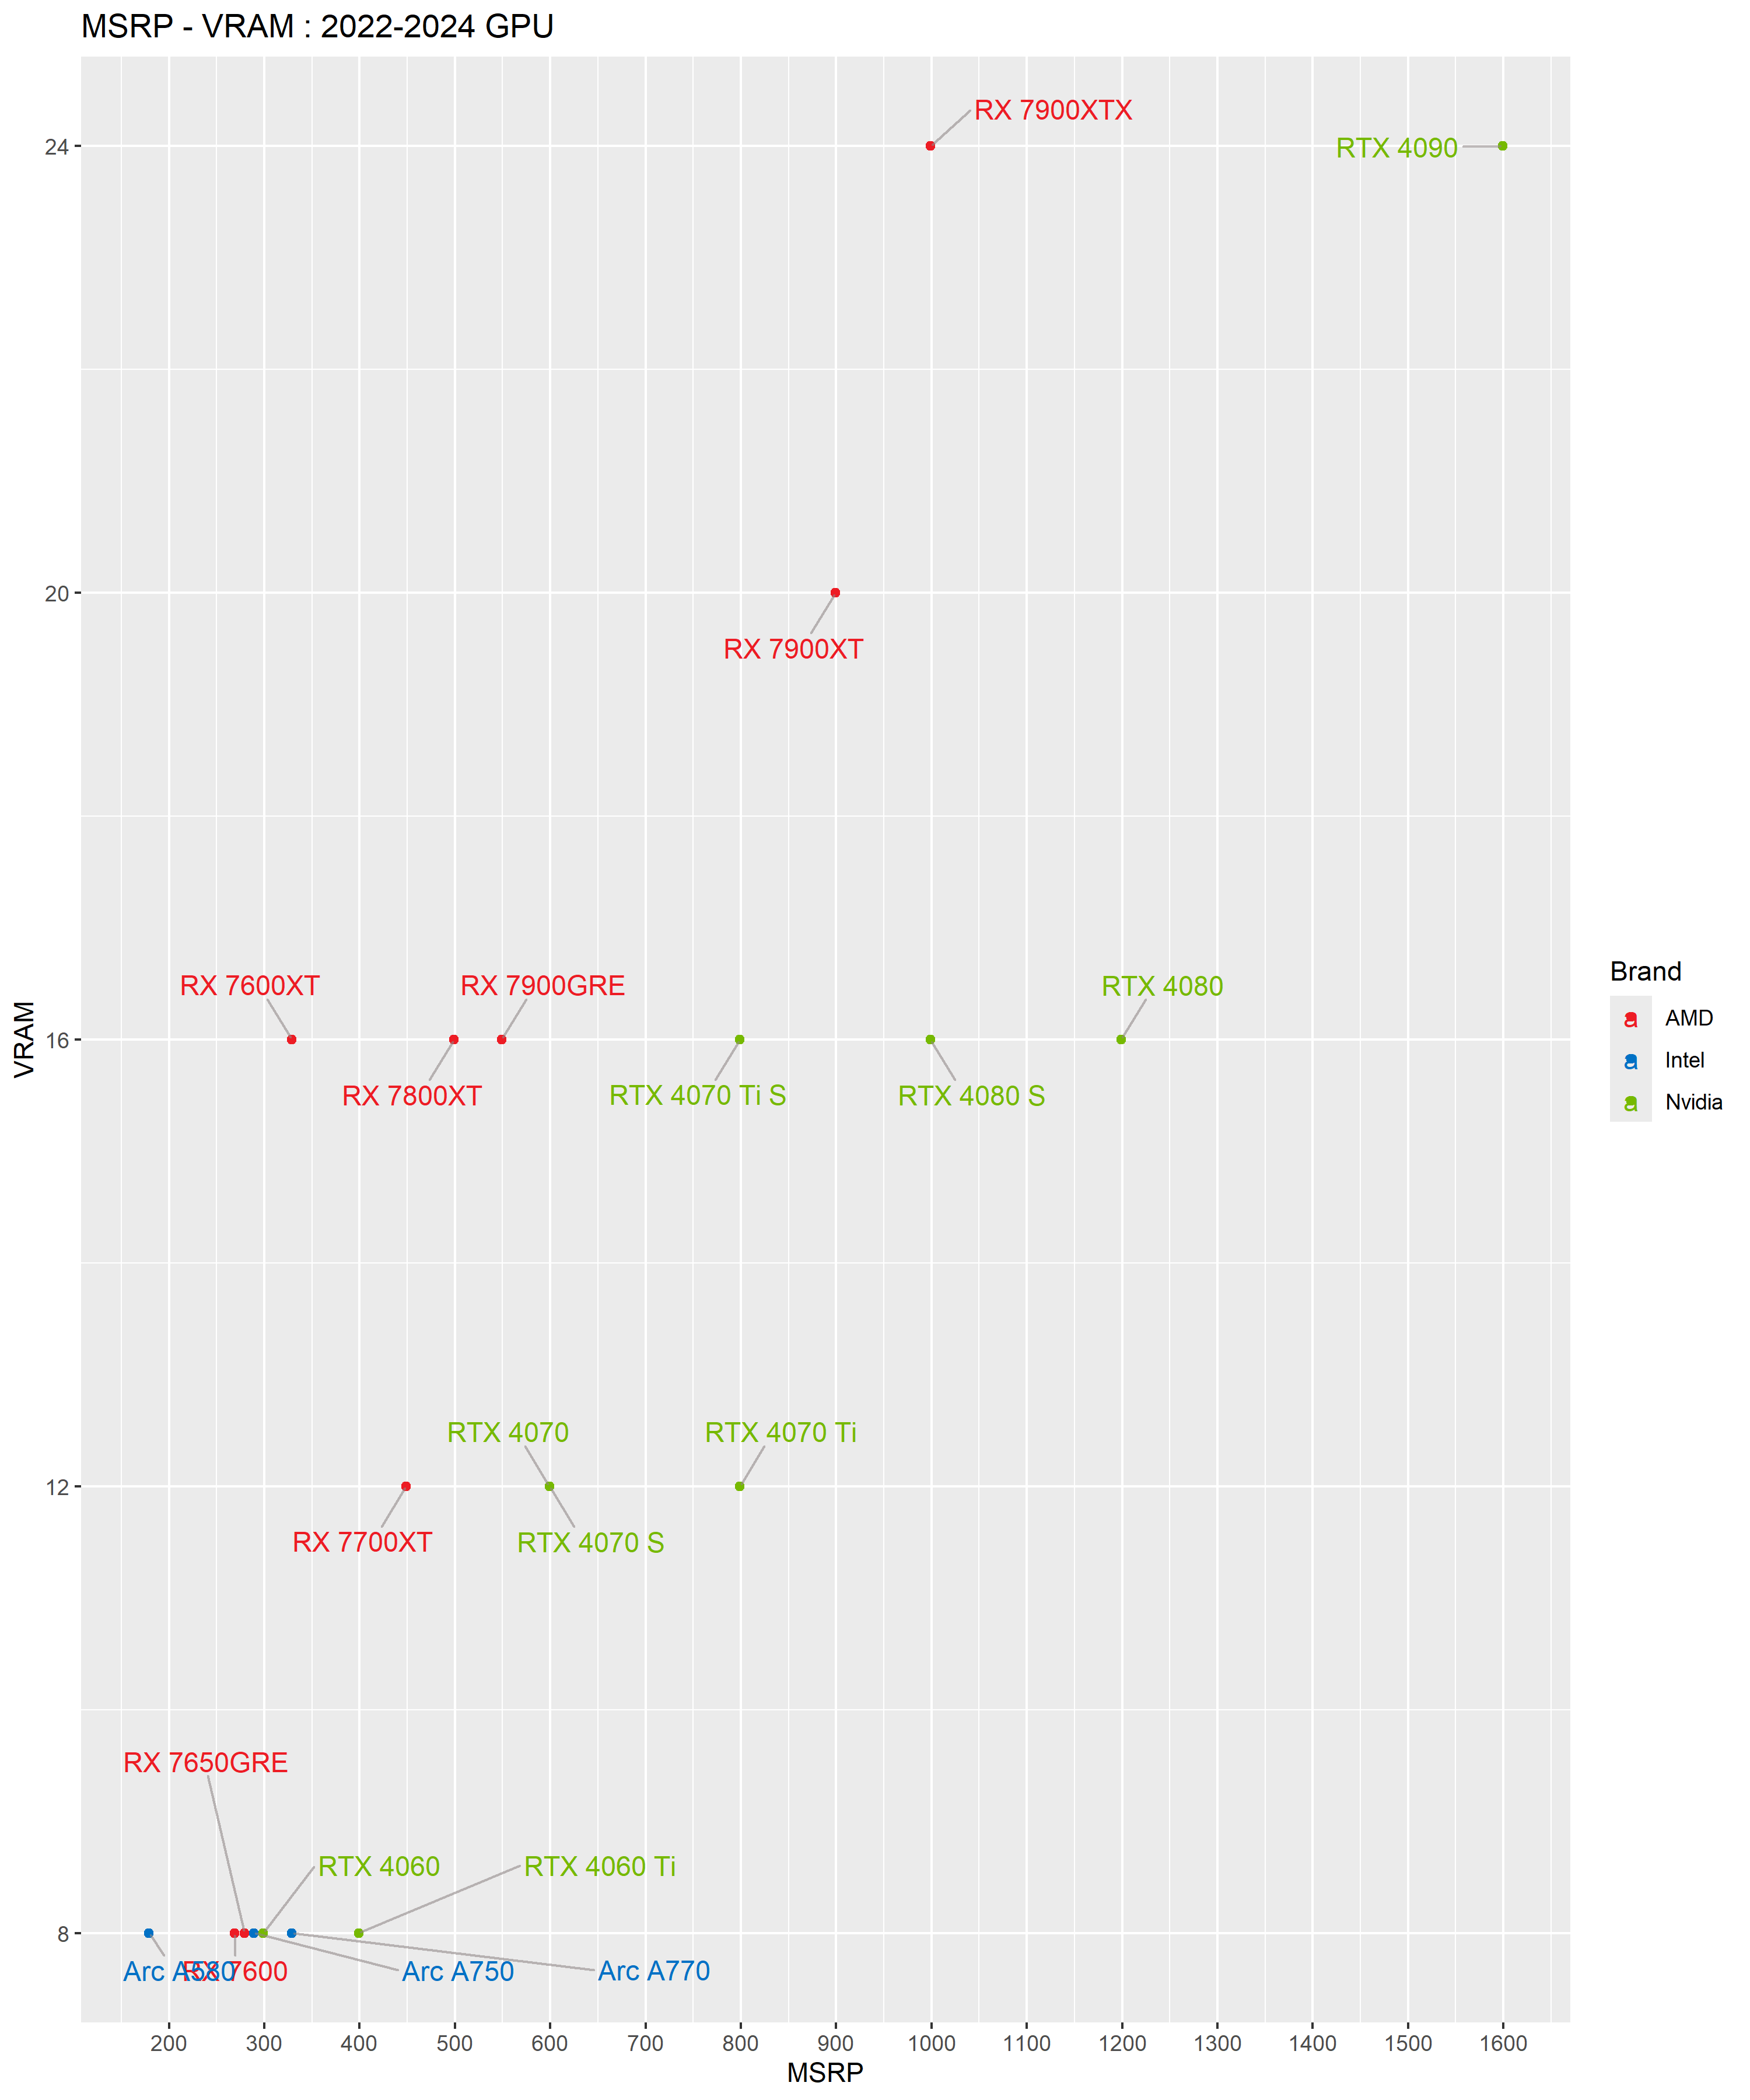 MSRP - VRAM : 2022-2024 GPU
RX 7900XTX
24
RTX 4090
20
RX 7900XT
Brand
RX 7600XT
RX 7900GRE
RTX 4080
AMD
VRAM
16
Intel
RX 7800XT
RTX 4070 Ti S
RTX 4080 S
Nvidia
RTX 4070
RTX 4070 Ti
12
RX 7700XT
RTX 4070 S
RX 7650GRE
RTX 4060
RTX 4060 Ti
8
Arc A580
RX 7600
Arc A750
Arc A770
200 300 400 500 600 700 800 900 1000 1100 1200 1300 1400 1500 1600
MSRP